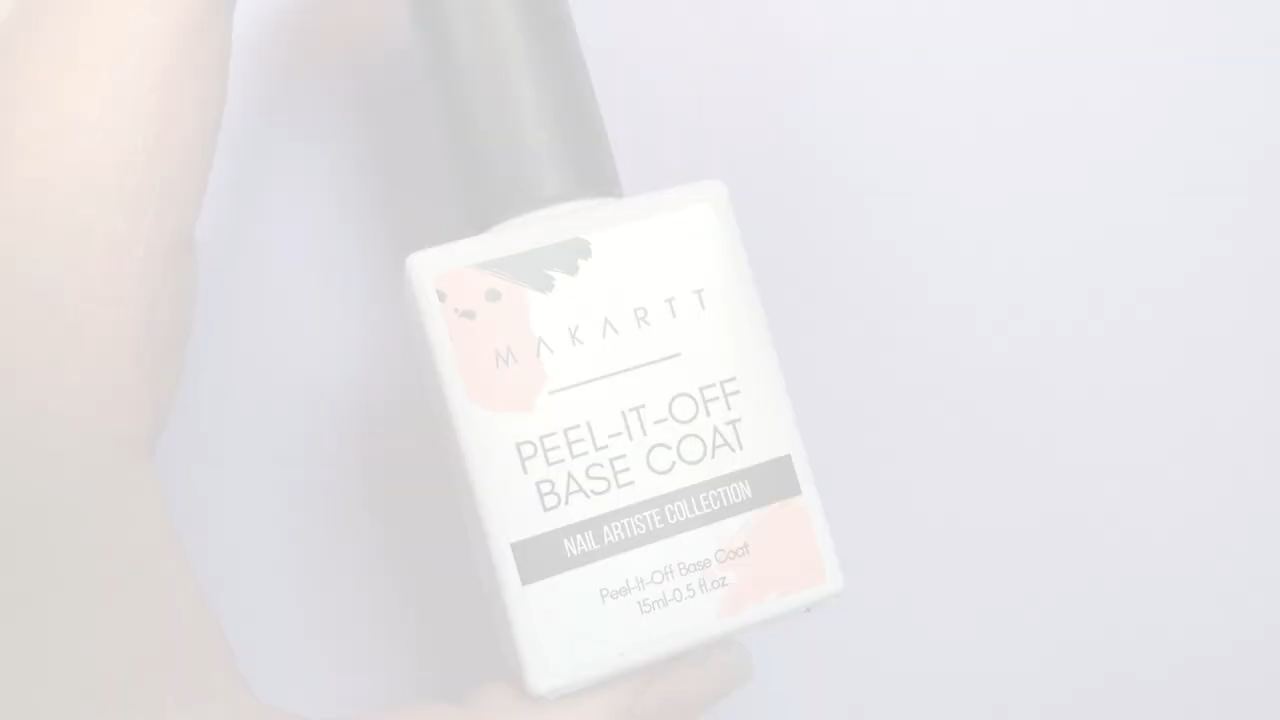 MAKARTT
PEEL-IT-OFF
BASE COAT
NAIL ARTISTE COLLECTION
Peel-It-Off Base Coat
15ml-0.5 fl.oz